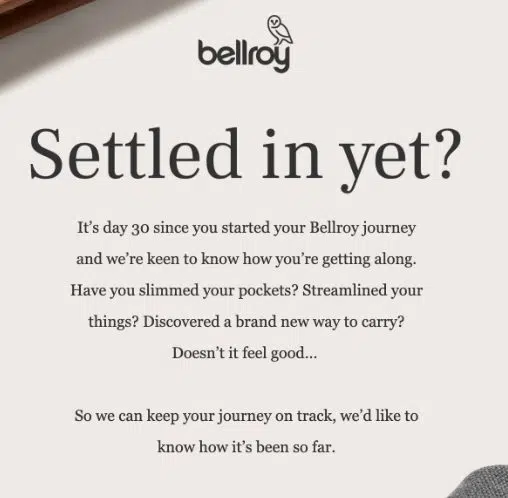 bellroy
Settled in yet?
It’s day 30 since you started your Bellroy journey
and we’re keen to know how you’re getting along.
Have you slimmed your pockets? Streamlined your
things? Discovered a brand new way to carry?
Doesn’t it feel good...
So we can keep your journey on track, we’d like to
know how it’s been so far.